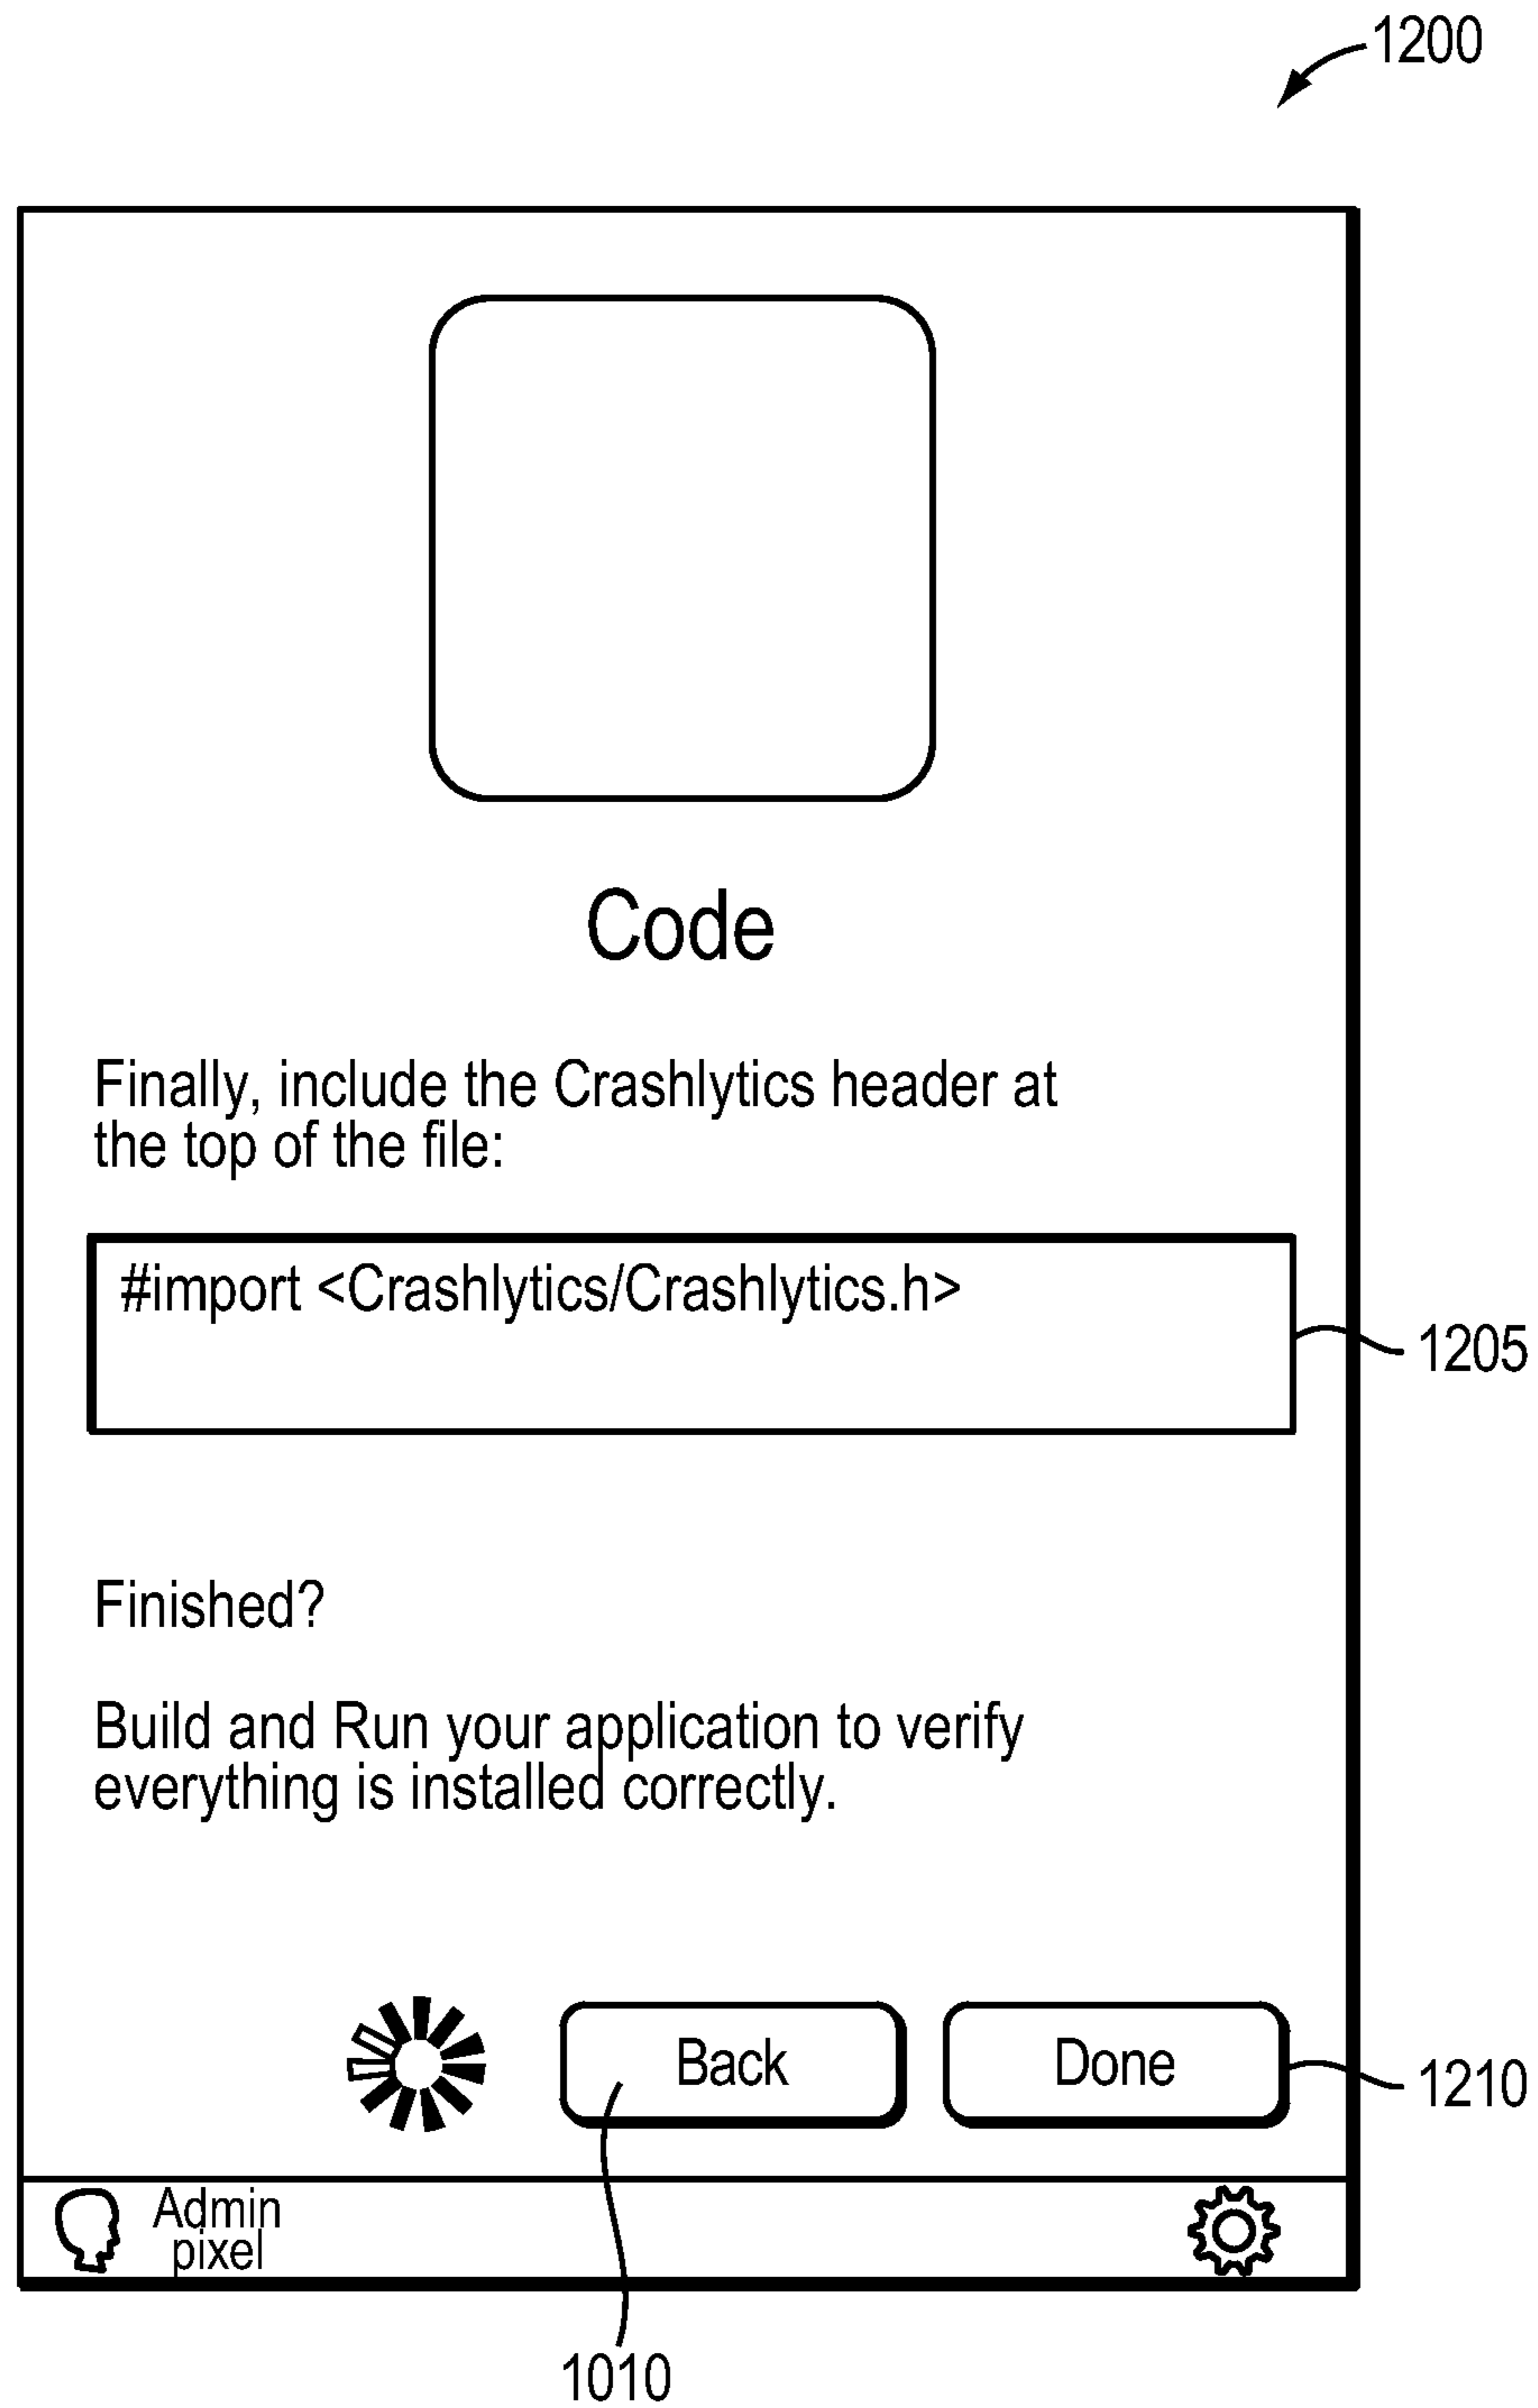 1200
Code
Finally, include the Crashlytics header at
the top of the file:
#import <Crashlytics/Crashlytics.h>
1205
Finished?
Build and Run your application to verify
everything is installed correctly.
Back
Done
1210
Admin
pixel
1010